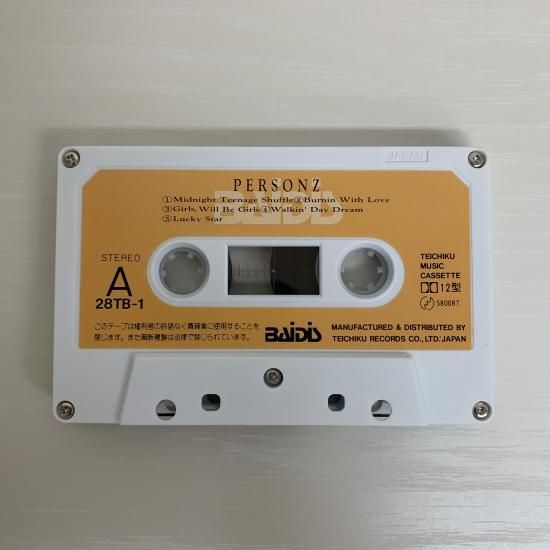 JAPAN
PERSONZ
①Midnight Teenage Shuffle②Burnin With Love
③Girls, Will Be Girls④Walkin' Day Dream
⑤Lucky Star
BAIDIS
STEREO
A
28TB-1
TEICHIKU
MUSIC
CASSETTE
12型
580087
このテープは権利者の許諾なく賃貸業に使用することを
禁じます。また無断複製は法律で禁じられています。
BAIDIS
MANUFACTURED & DISTRIBUTED BY
TEICHIKU RECORDS CO., LTD./JAPAN